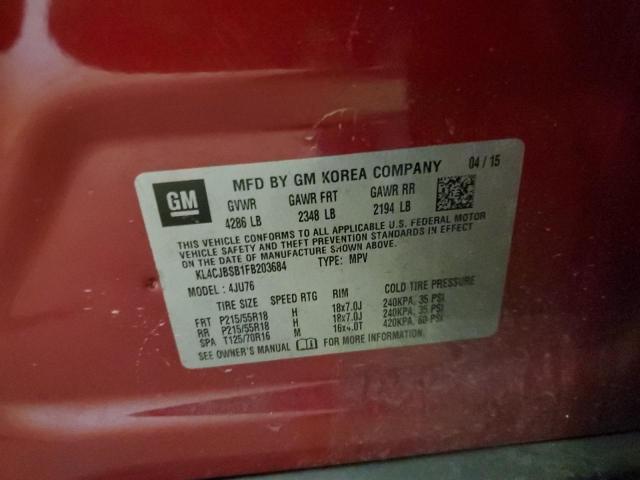 GM
MFD BY GM KOREA COMPANY 04 / 15
GVWR GAWR FRT GAWR RR
4286 LB 2348 LB 2194 LB
THIS VEHICLE CONFORMS TO ALL APPLICABLE U.S. FEDERAL MOTOR
VEHICLE SAFETY AND THEFT PREVENTION STANDARDS IN EFFECT
ON THE DATE OF MANUFACTURE SHOWN ABOVE.
KL4CJBSB1FB203684 TYPE: MPV
MODEL: 4JU76
TIRE SIZE SPEED RTG RIM COLD TIRE PRESSURE
FRT P215/55R18 H 18x7.0J 240KPA, 35 PSI
RR P215/55R18 H 18x7.0J 240KPA, 35 PSI
SPA T125/70R16 M 16x4.0T 420KPA, 60 PSI
SEE OWNER'S MANUAL FOR MORE INFORMATION